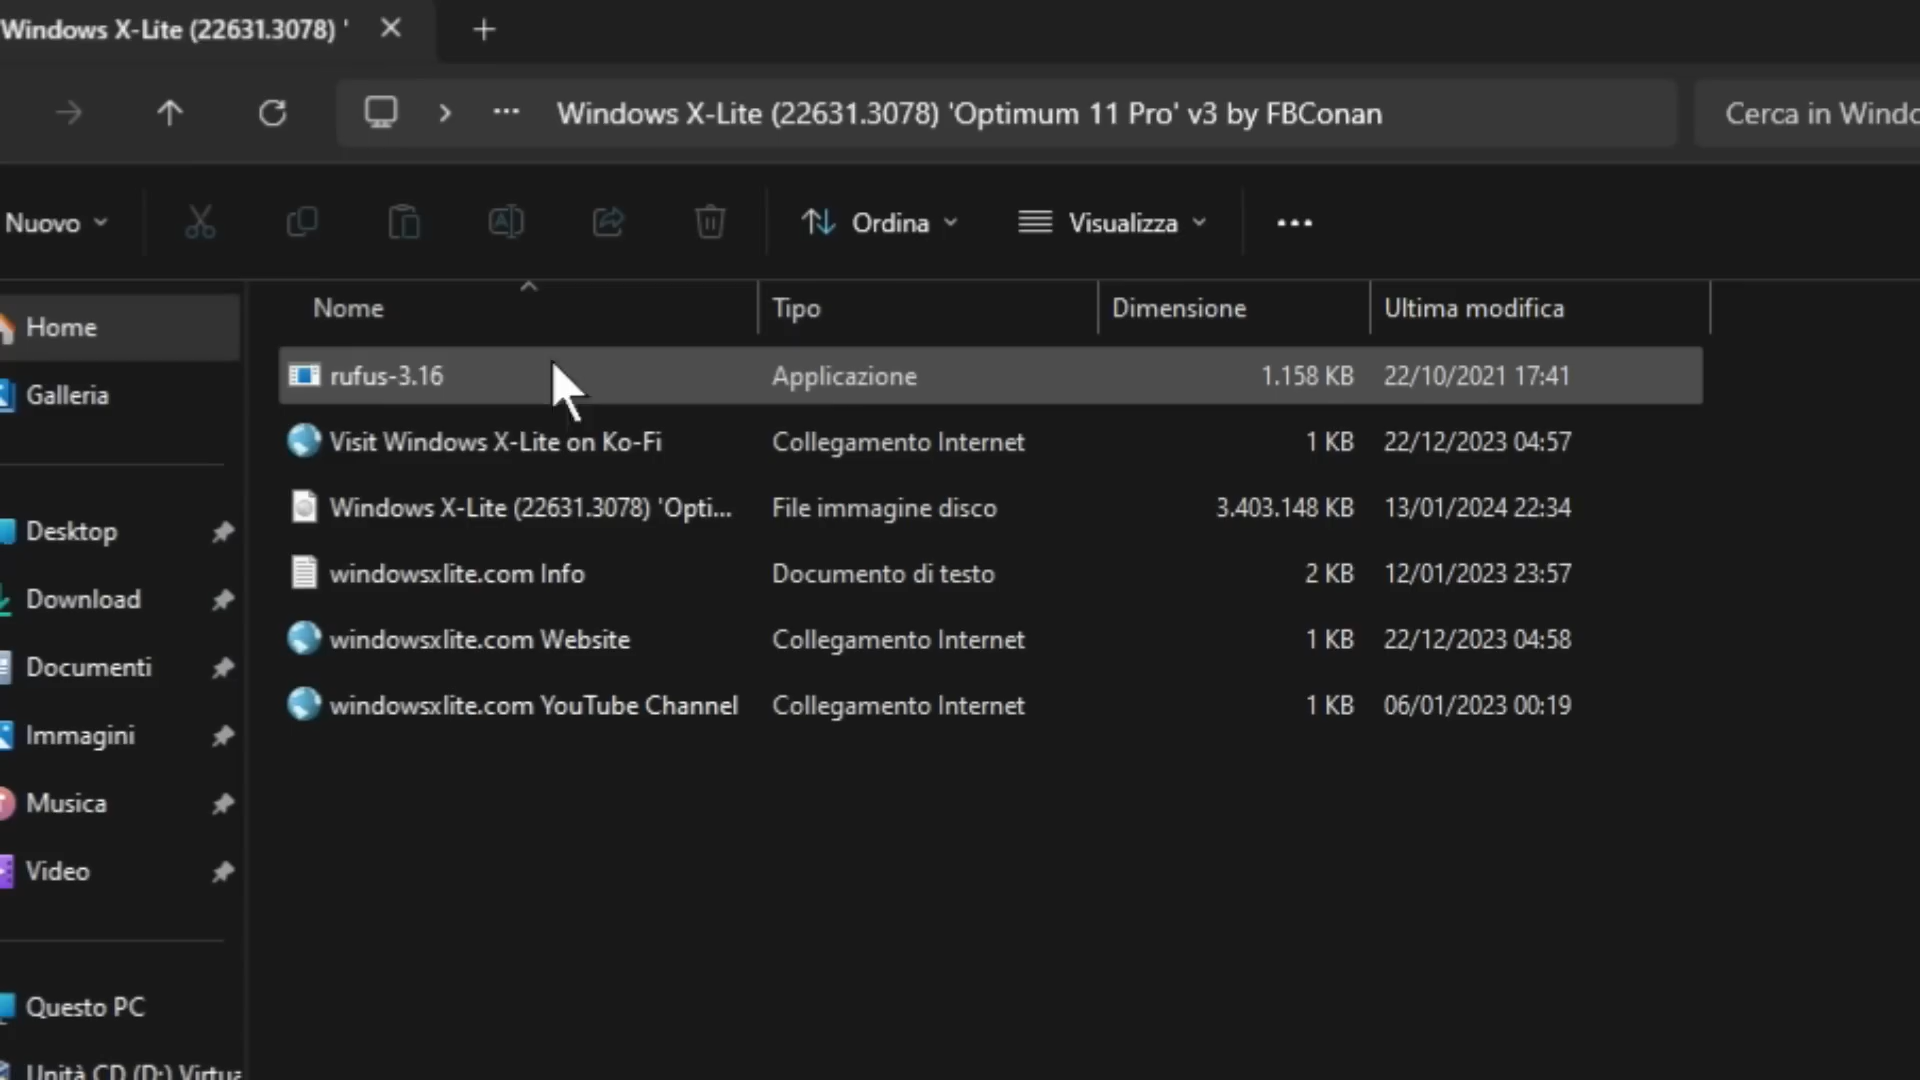 Windows X-Lite (22631.3078) '
Windows X-Lite (22631.3078) 'Optimum 11 Pro' v3 by FBConan
Cerca in Windo
Nuovo
Ordina
Visualizza
Nome Tipo Dimensione Ultima modifica
Home
Galleria
Desktop
Download
Documenti
Immagini
Musica
Video
Questo PC
Unità CD (D:) Virtua
rufus-3.16 Applicazione 1.158 KB 22/10/2021 17:41
Visit Windows X-Lite on Ko-Fi Collegamento Internet 1 KB 22/12/2023 04:57
Windows X-Lite (22631.3078) 'Opti... File immagine disco 3.403.148 KB 13/01/2024 22:34
windowsxlite.com Info Documento di testo 2 KB 12/01/2023 23:57
windowsxlite.com Website Collegamento Internet 1 KB 22/12/2023 04:58
windowsxlite.com YouTube Channel Collegamento Internet 1 KB 06/01/2023 00:19